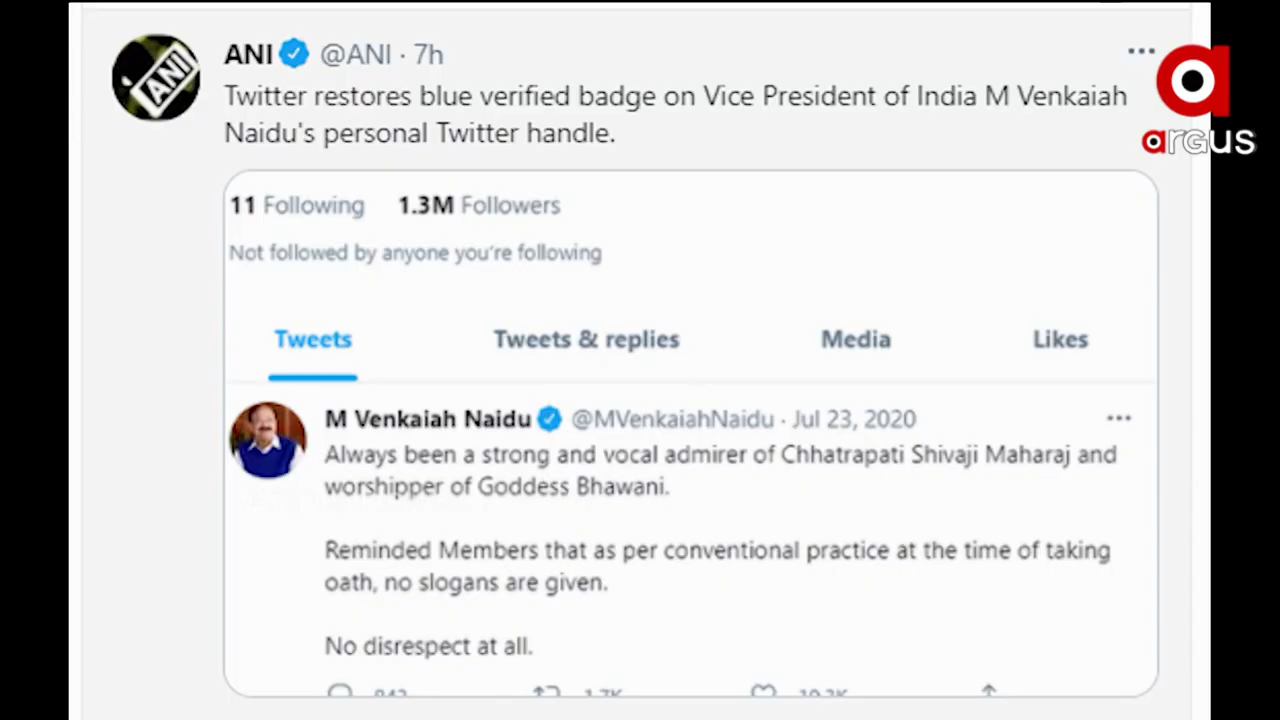 ANI @ANI · 7h
Twitter restores blue verified badge on Vice President of India M Venkaiah
Naidu's personal Twitter handle.
ANI
argus
11 Following 1.3M Followers
Not followed by anyone you're following
Tweets Tweets & replies Media Likes
M Venkaiah Naidu @MVenkaiahNaidu · Jul 23, 2020
Always been a strong and vocal admirer of Chhatrapati Shivaji Maharaj and
worshipper of Goddess Bhawani.
Reminded Members that as per conventional practice at the time of taking
oath, no slogans are given.
No disrespect at all.